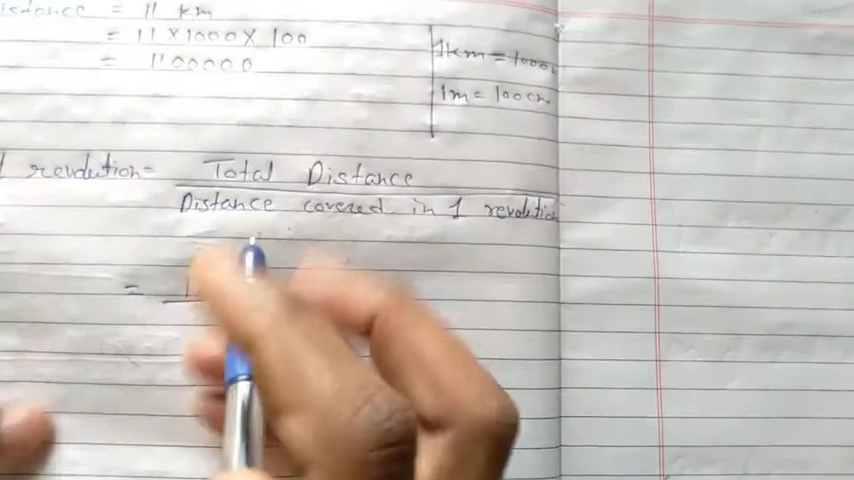 istance = 11 km
= 11 x 1000 x 100
= 1100000
1km = 1000
1m = 100cm
revolution = Total Distance
Distance covered in 1 revolution
=